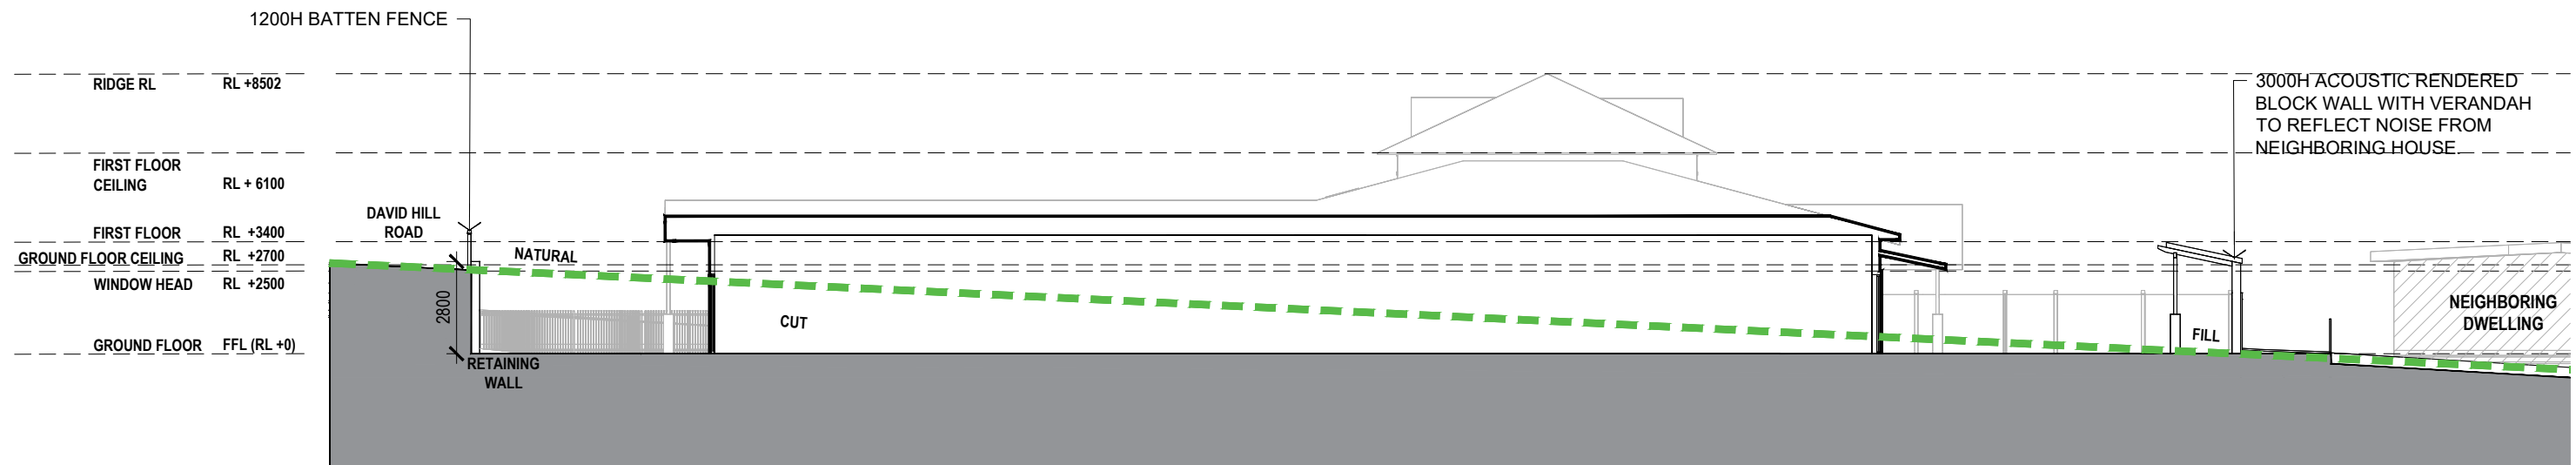 1200H BATTEN FENCE
RIDGE RL RL +8502
3000H ACOUSTIC RENDERED
BLOCK WALL WITH VERANDAH
TO REFLECT NOISE FROM
NEIGHBORING HOUSE.
FIRST FLOOR
CEILING RL + 6100
DAVID HILL
ROAD
FIRST FLOOR RL +3400
GROUND FLOOR CEILING RL +2700
NATURAL
WINDOW HEAD RL +2500
2800
CUT
NEIGHBORING
DWELLING
FILL
GROUND FLOOR FFL (RL +0)
RETAINING
WALL